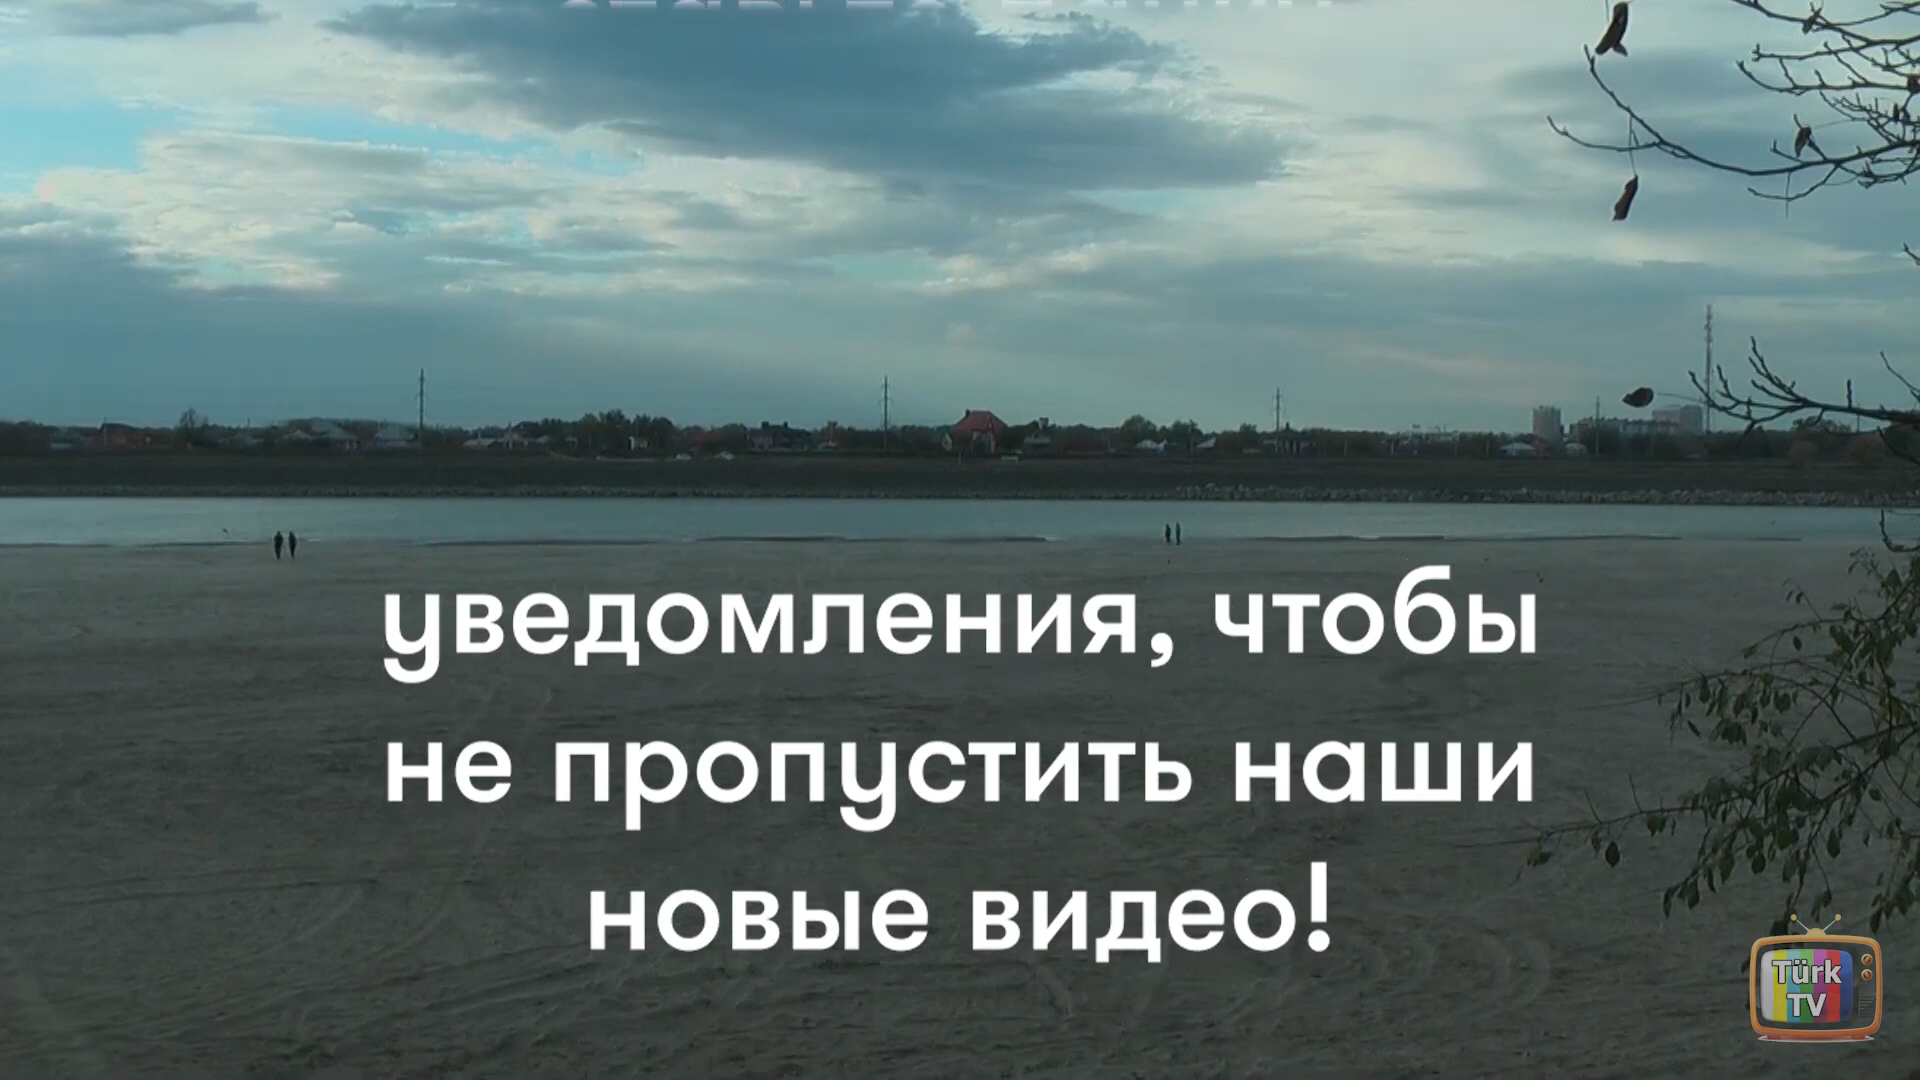 уведомления, чтобы
не пропустить наши
новые видео!
Türk
TV